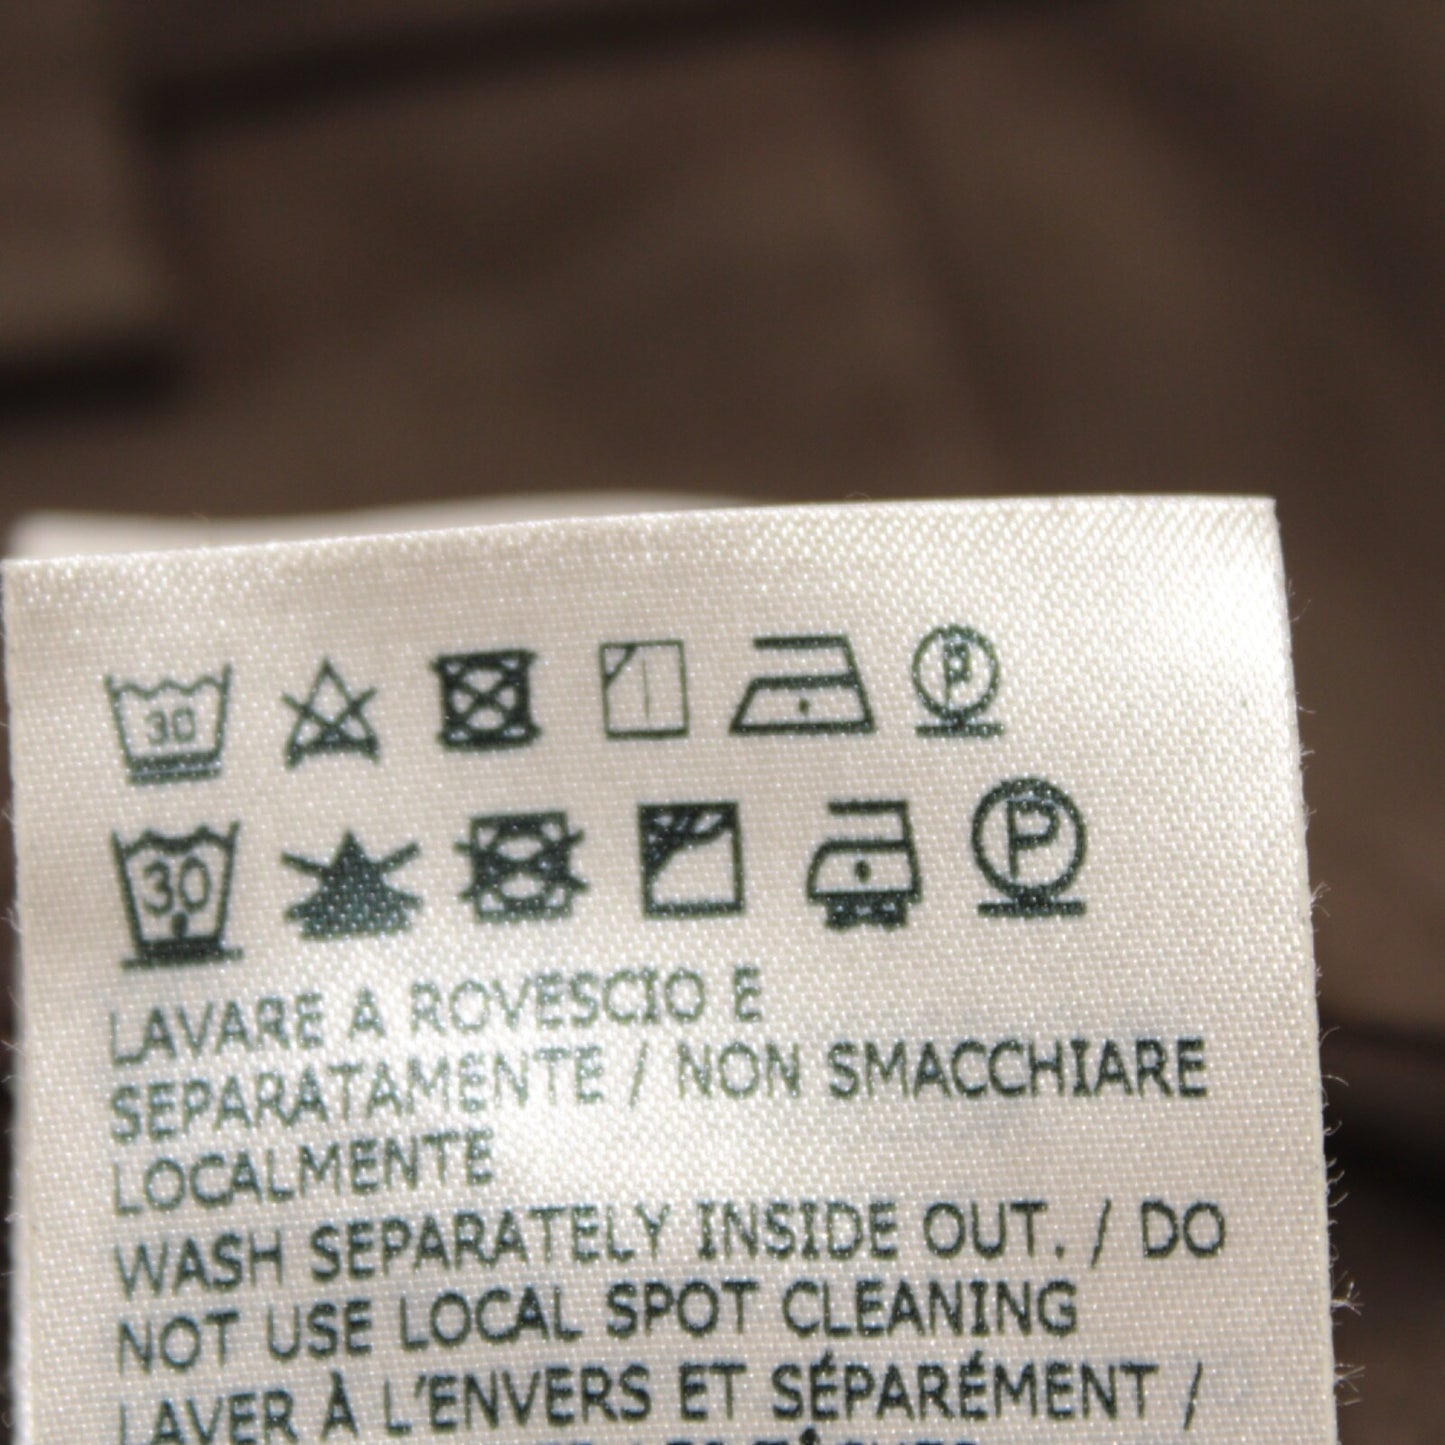 30
P
30
P
LAVARE A ROVESCIO E
SEPARATAMENTE / NON SMACCHIARE
LOCALMENTE
WASH SEPARATELY INSIDE OUT. / DO
NOT USE LOCAL SPOT CLEANING
LAVER À L'ENVERS ET SÉPARÉMENT /